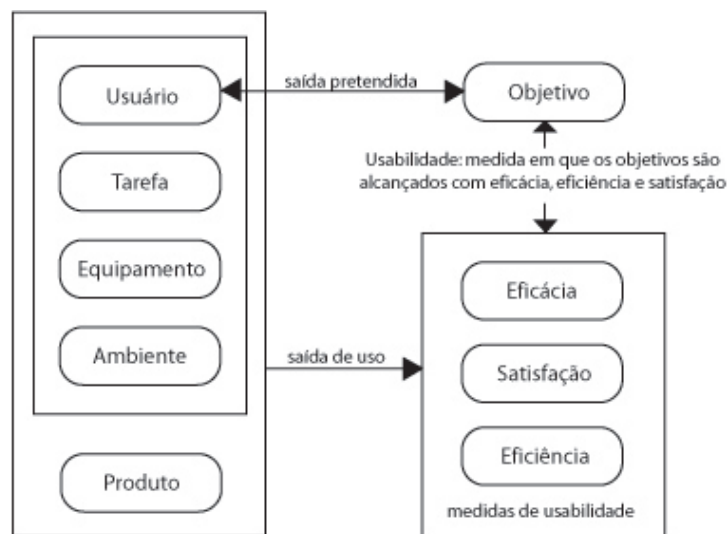 Usuário
saída pretendida
Objetivo
Usabilidade: medida em que os objetivos são
alcançados com eficácia, eficiência e satisfação
Tarefa
Equipamento
Ambiente
Produto
saída de uso
Eficácia
Satisfação
Eficiência
medidas de usabilidade